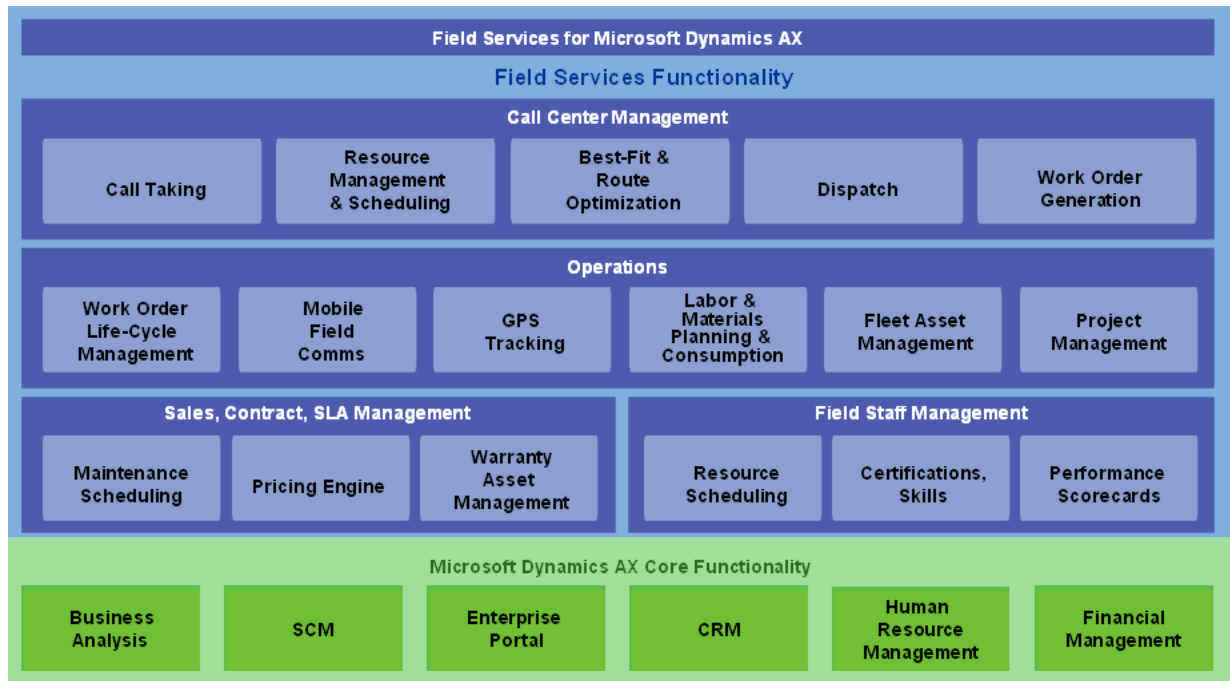 Field Services for Microsoft Dynamics AX
Field Services Functionality
Call Center Management
Call Taking
Resource
Management
& Scheduling
Best-Fit &
Route
Optimization
Dispatch
Work Order
Generation
Operations
Work Order
Life-Cycle
Management
Mobile
Field
Comms
GPS
Tracking
Labor &
Materials
Planning &
Consumption
Fleet Asset
Management
Project
Management
Sales, Contract, SLA Management
Maintenance
Scheduling
Pricing Engine
Warranty
Asset
Management
Field Staff Management
Resource
Scheduling
Certifications,
Skills
Performance
Scorecards
Microsoft Dynamics AX Core Functionality
Business
Analysis
SCM
Enterprise
Portal
CRM
Human
Resource
Management
Financial
Management